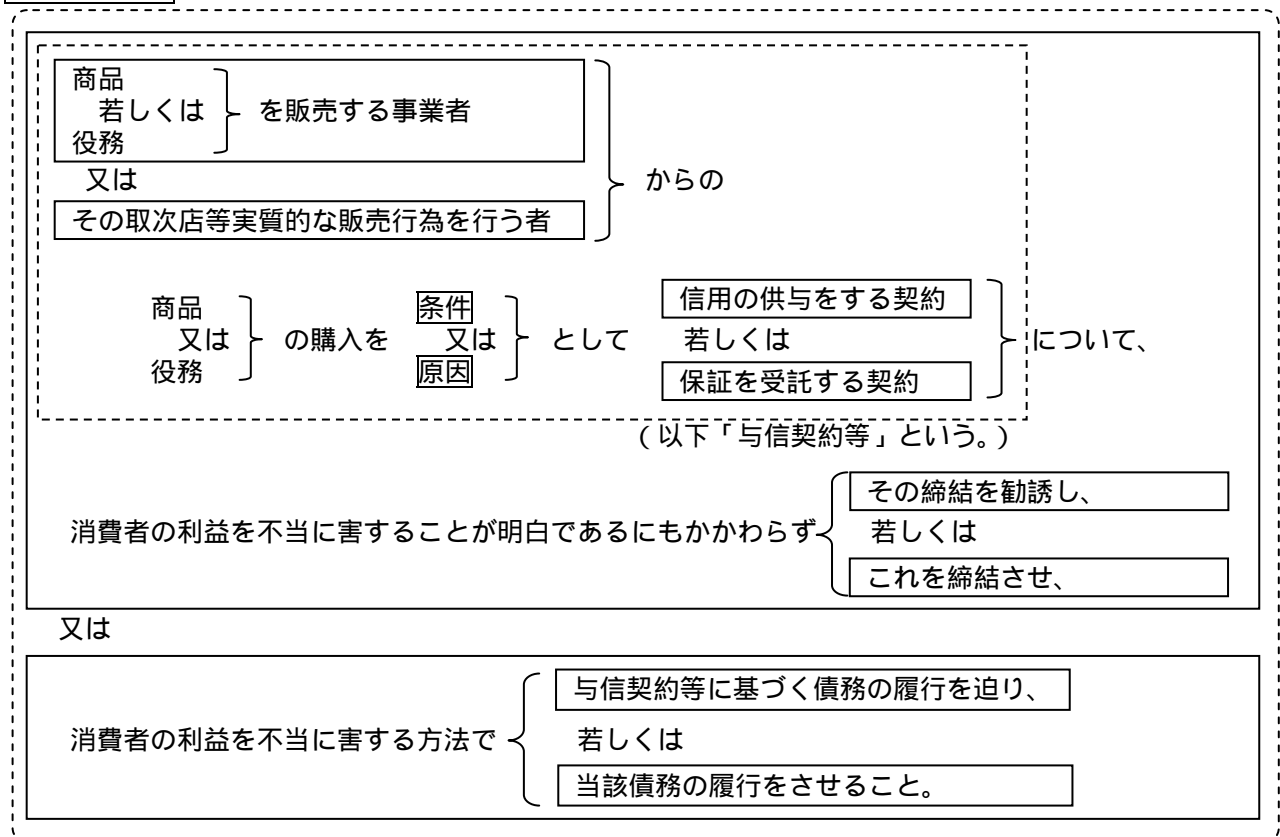 商品
若しくは を販売する事業者
役務
又は からの
その取次店等実質的な販売行為を行う者
商品 条件 信用の供与をする契約
又は の購入を 又は として 若しくは について、
役務 原因 保証を受託する契約
(以下「与信契約等」という。)
その締結を勧誘し、
消費者の利益を不当に害することが明白であるにもかかわらず 若しくは
これを締結させ、
又は
与信契約等に基づく債務の履行を迫り、
消費者の利益を不当に害する方法で 若しくは
当該債務の履行をさせること。